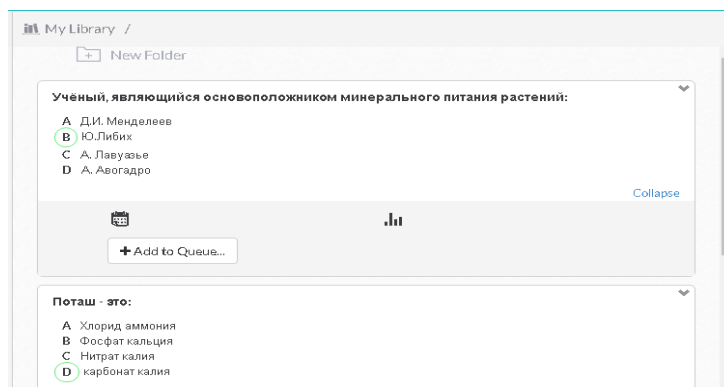 My Library /
New Folder
Учёный, являющийся основоположником минерального питания растений:
A Д.И. Менделеев
B Ю.Либих
C А. Лавуазье
D А. Авогадро
Collapse
+ Add to Queue...
Поташ - это:
A Хлорид аммония
B Фосфат кальция
C Нитрат калия
D карбонат калия